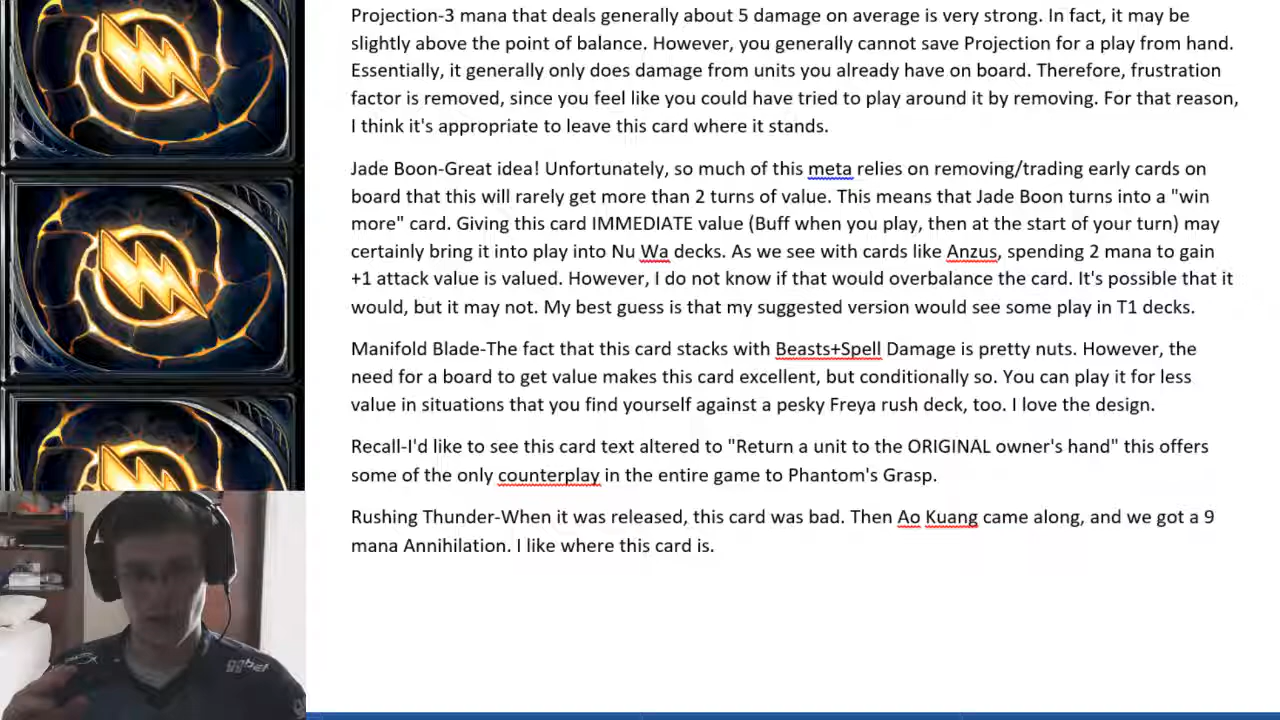 Projection-3 mana that deals generally about 5 damage on average is very strong. In fact, it may be
slightly above the point of balance. However, you generally cannot save Projection for a play from hand.
Essentially, it generally only does damage from units you already have on board. Therefore, frustration
factor is removed, since you feel like you could have tried to play around it by removing. For that reason,
I think it's appropriate to leave this card where it stands.
Jade Boon-Great idea! Unfortunately, so much of this meta relies on removing/trading early cards on
board that this will rarely get more than 2 turns of value. This means that Jade Boon turns into a "win
more" card. Giving this card IMMEDIATE value (Buff when you play, then at the start of your turn) may
certainly bring it into play into Nu Wa decks. As we see with cards like Anzus, spending 2 mana to gain
+1 attack value is valued. However, I do not know if that would overbalance the card. It's possible that it
would, but it may not. My best guess is that my suggested version would see some play in T1 decks.
Manifold Blade-The fact that this card stacks with Beasts+Spell Damage is pretty nuts. However, the
need for a board to get value makes this card excellent, but conditionally so. You can play it for less
value in situations that you find yourself against a pesky Freya rush deck, too. I love the design.
Recall-I'd like to see this card text altered to "Return a unit to the ORIGINAL owner's hand" this offers
some of the only counterplay in the entire game to Phantom's Grasp.
Rushing Thunder-When it was released, this card was bad. Then Ao Kuang came along, and we got a 9
mana Annihilation. I like where this card is.